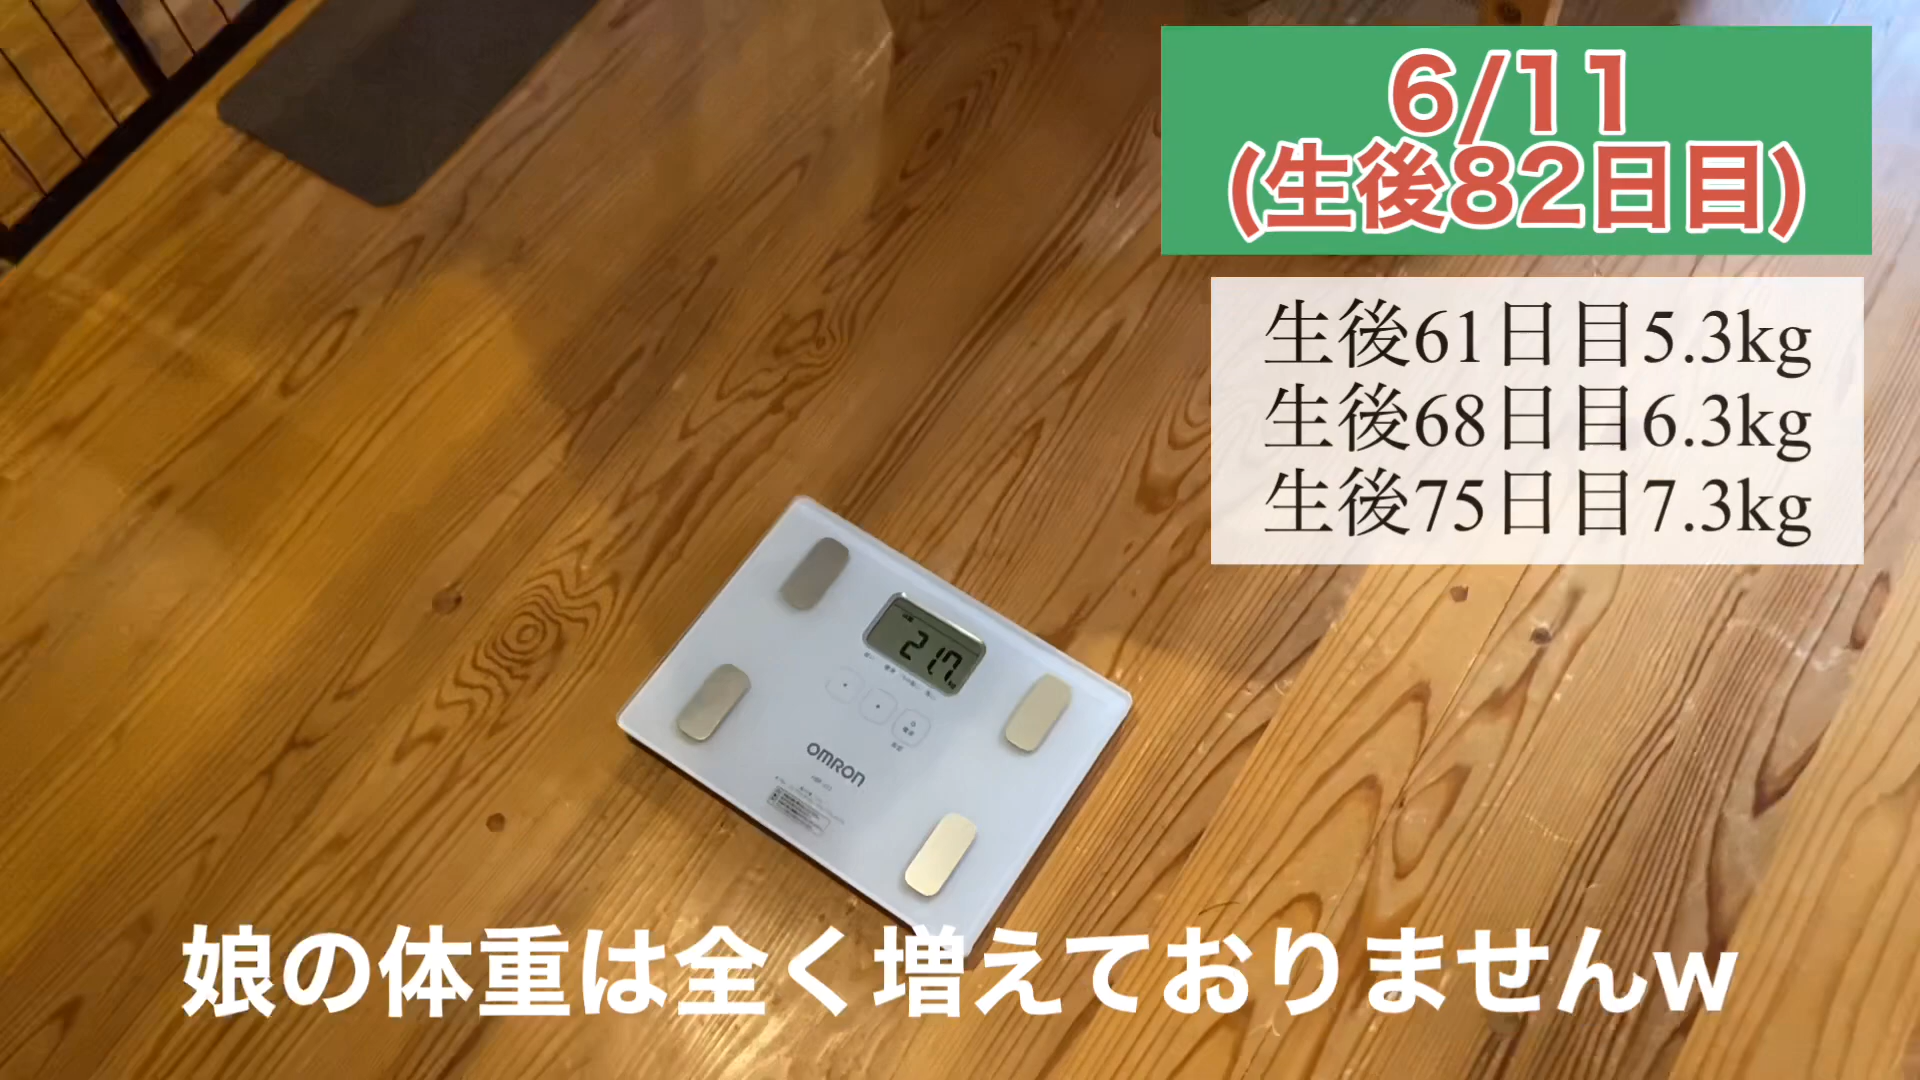 6/11
(生後82日目)
生後61日目5.3kg
生後68日目6.3kg
生後75日目7.3kg
21.7
kg
OMRON
娘の体重は全く増えておりませんw